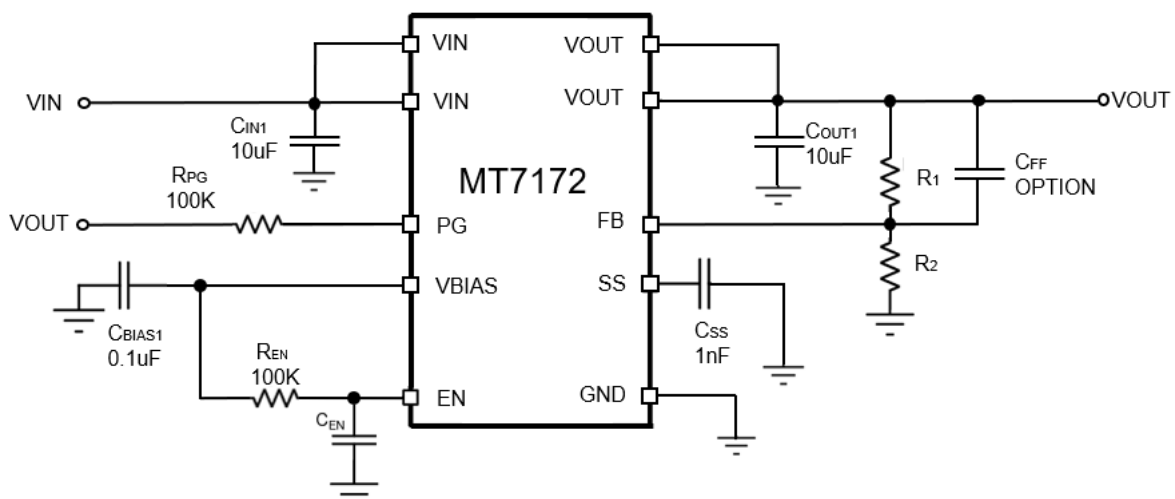 VIN
VOUT
VIN
VIN
VOUT
VOUT
CIN1
10uF
COUT1
10uF
R1
CFF
OPTION
RPG
100K
MT7172
VOUT
PG
FB
VBIAS
SS
R2
CBIAS1
0.1uF
CSS
1nF
REN
100K
EN
GND
CEN